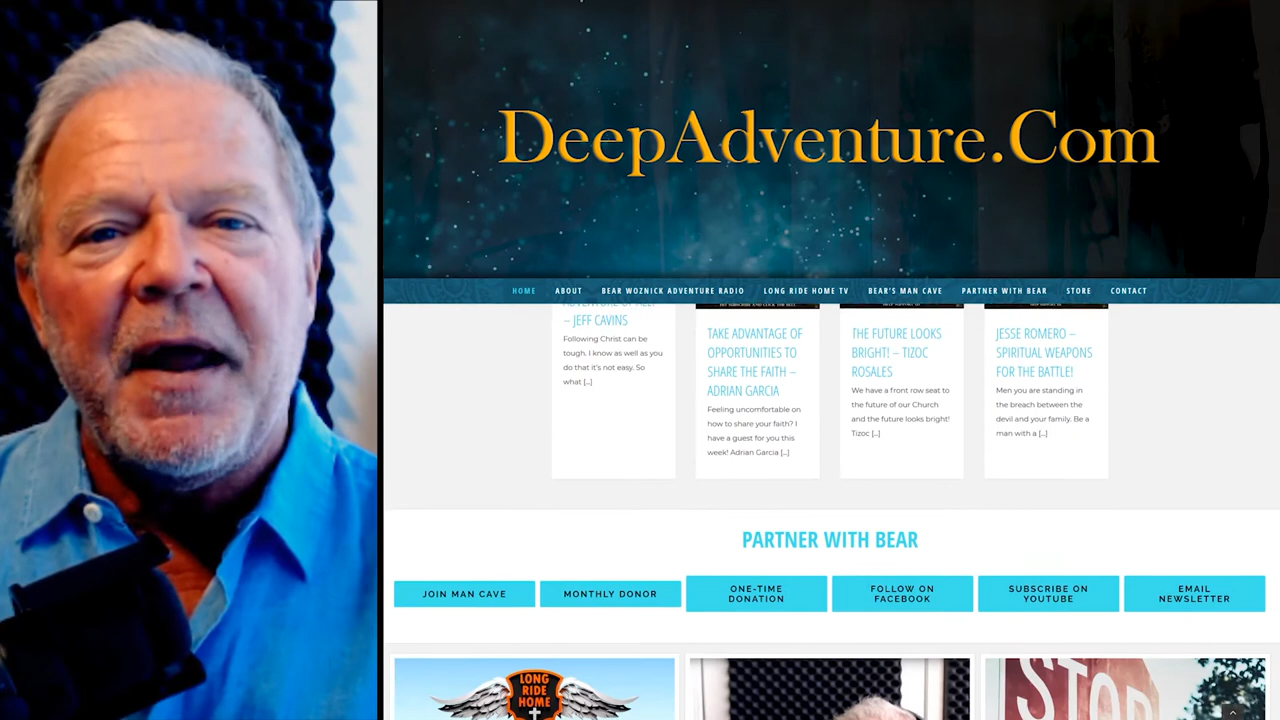 DeepAdventure.Com
HOME ABOUT BEAR WOZNICK ADVENTURE RADIO LONG RIDE HOME TV BEAR'S MAN CAVE PARTNER WITH BEAR STORE CONTACT
– JEFF CAVINS
Following Christ can be
tough. I know as well as you
do that it's not easy. So
what [...]
TAKE ADVANTAGE OF
OPPORTUNITIES TO
SHARE THE FAITH –
ADRIAN GARCIA
Feeling uncomfortable on
how to share your faith? I
have a guest for you this
week! Adrian Garcia [...]
THE FUTURE LOOKS
BRIGHT! – TIZOC
ROSALES
We have a front row seat to
the future of our Church
and the future looks bright!
Tizoc [...]
JESSE ROMERO –
SPIRITUAL WEAPONS
FOR THE BATTLE!
Men you are standing in
the breach between the
devil and your family. Be a
man with a [...]
PARTNER WITH BEAR
JOIN MAN CAVE
MONTHLY DONOR
ONE-TIME
DONATION
FOLLOW ON
FACEBOOK
SUBSCRIBE ON
YOUTUBE
EMAIL
NEWSLETTER
LONG
RIDE
HOME
STOP